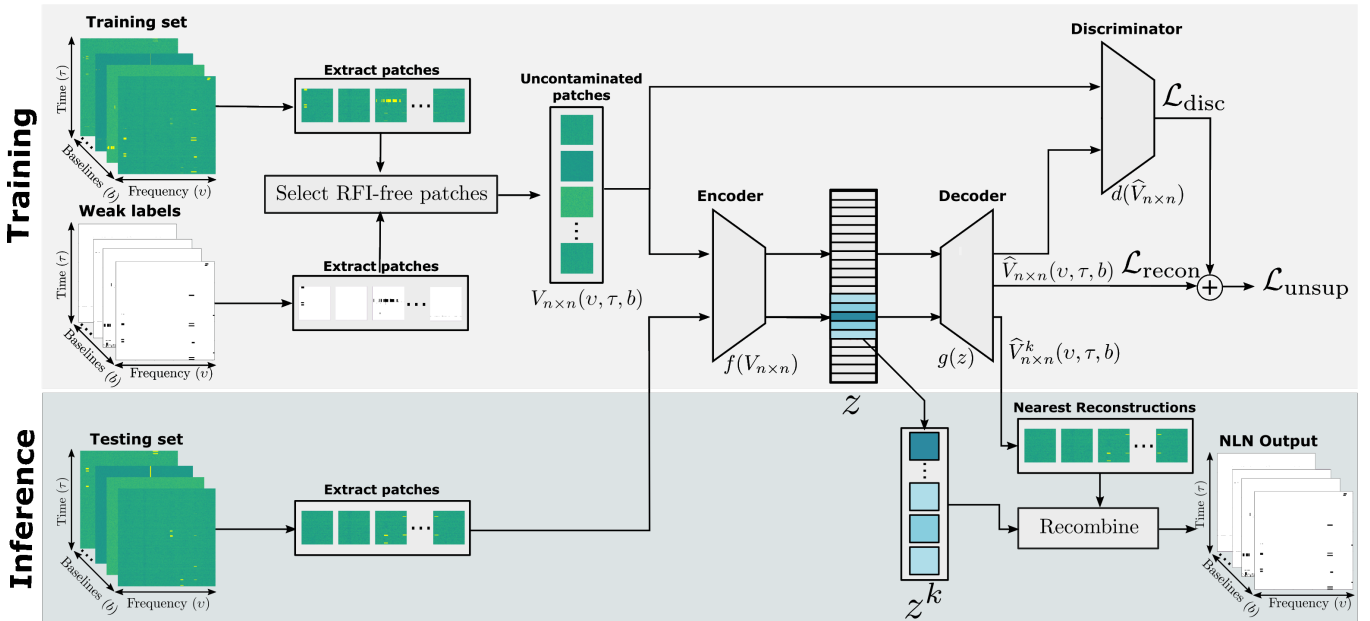 Training
Training set
Time (τ)
Baselines (b)
Frequency (υ)
Extract patches
Select RFI-free patches
Weak labels
Time (τ)
Baselines (b)
Frequency (υ)
Extract patches
Uncontaminated
patches
V_{n×n}(υ, τ, b)
Encoder
f(V_{n×n})
z
Decoder
g(z)
Discriminator
d(V̂_{n×n})
ℒ_disc
V̂_{n×n}(υ, τ, b)
ℒ_recon
+
ℒ_unsup
V̂^k_{n×n}(υ, τ, b)
Inference
Testing set
Time (τ)
Baselines (b)
Frequency (υ)
Extract patches
z^k
Nearest Reconstructions
Recombine
NLN Output
Time (τ)
Baselines (b)
Frequency (υ)